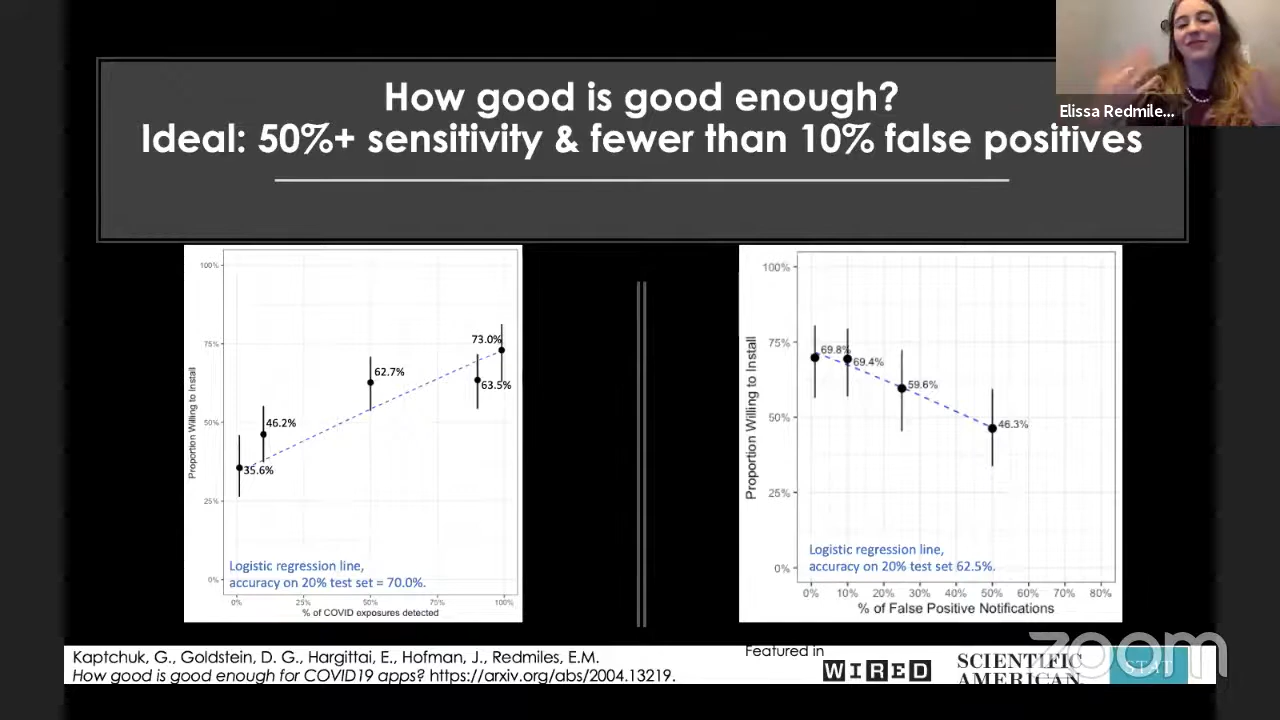 How good is good enough?
Ideal: 50%+ sensitivity & fewer than 10% false positives
Elissa Redmile...
100%
75%
50%
25%
0%
Proportion Willing to Install
35.6%
46.2%
62.7%
63.5%
73.0%
Logistic regression line,
accuracy on 20% test set = 70.0%.
0% 25% 50% 75% 100%
% of COVID exposures detected
100%
75%
50%
25%
0%
Proportion Willing to Install
69.8%
69.4%
59.6%
46.3%
Logistic regression line,
accuracy on 20% test set 62.5%.
0% 10% 20% 30% 40% 50% 60% 70% 80%
% of False Positive Notifications
Kaptchuk, G., Goldstein, D. G., Hargittai, E., Hofman, J., Redmiles, E.M.
How good is good enough for COVID19 apps? https://arxiv.org/abs/2004.13219.
Featured in
WIRED
SCIENTIFIC
AMERICAN
STAT
zoom